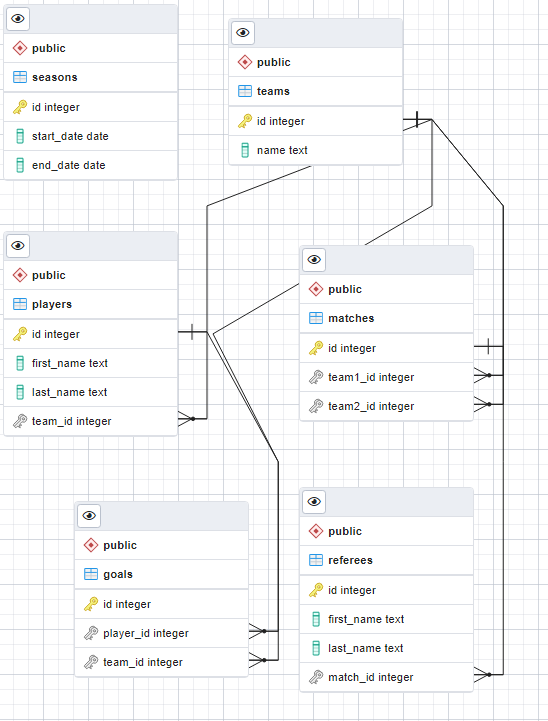 public
seasons
id integer
start_date date
end_date date
public
teams
id integer
name text
public
players
id integer
first_name text
last_name text
team_id integer
public
matches
id integer
team1_id integer
team2_id integer
public
goals
id integer
player_id integer
team_id integer
public
referees
id integer
first_name text
last_name text
match_id integer